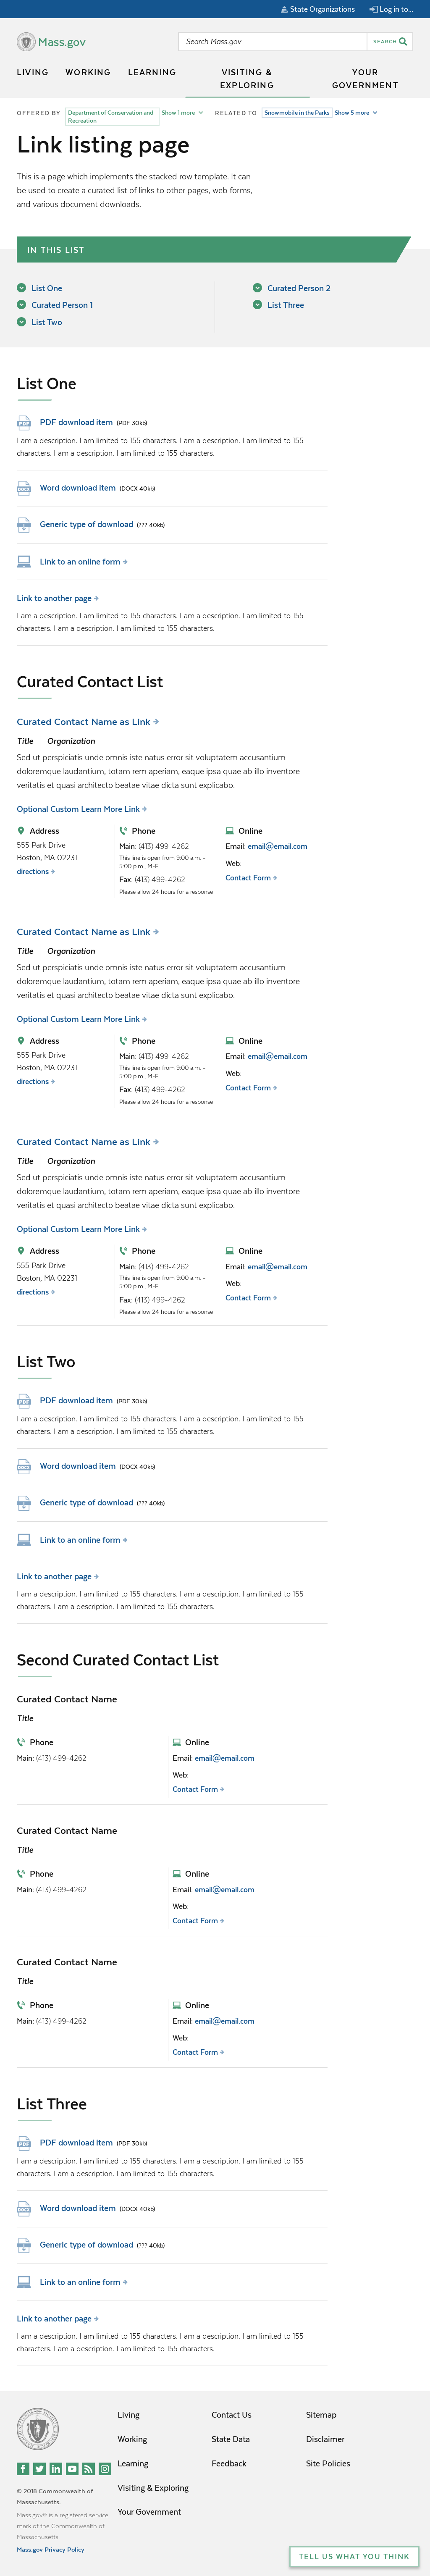 State Organizations
Log in to...
Mass.gov
Search Mass.gov
SEARCH
LIVING
WORKING
LEARNING
VISITING &
EXPLORING
YOUR
GOVERNMENT
OFFERED BY
Department of Conservation and
Recreation
Show 1 more
RELATED TO
Snowmobile in the Parks
Show 5 more
Link listing page
This is a page which implements the stacked row template. It can
be used to create a curated list of links to other pages, web forms,
and various document downloads.
IN THIS LIST
List One
Curated Person 1
List Two
Curated Person 2
List Three
List One
PDF download item (PDF 30kb)
I am a description. I am limited to 155 characters. I am a description. I am limited to 155
characters. I am a description. I am limited to 155 characters.
Word download item (DOCX 40kb)
Generic type of download (??? 40kb)
Link to an online form
Link to another page
I am a description. I am limited to 155 characters. I am a description. I am limited to 155
characters. I am a description. I am limited to 155 characters.
Curated Contact List
Curated Contact Name as Link
Title
Organization
Sed ut perspiciatis unde omnis iste natus error sit voluptatem accusantium
doloremque laudantium, totam rem aperiam, eaque ipsa quae ab illo inventore
veritatis et quasi architecto beatae vitae dicta sunt explicabo.
Optional Custom Learn More Link
Address
555 Park Drive
Boston, MA 02231
directions
Phone
Main: (413) 499-4262
This line is open from 9:00 a.m. -
5:00 p.m., M-F
Fax: (413) 499-4262
Please allow 24 hours for a response
Online
Email: email@email.com
Web:
Contact Form
Curated Contact Name as Link
Title
Organization
Sed ut perspiciatis unde omnis iste natus error sit voluptatem accusantium
doloremque laudantium, totam rem aperiam, eaque ipsa quae ab illo inventore
veritatis et quasi architecto beatae vitae dicta sunt explicabo.
Optional Custom Learn More Link
Address
555 Park Drive
Boston, MA 02231
directions
Phone
Main: (413) 499-4262
This line is open from 9:00 a.m. -
5:00 p.m., M-F
Fax: (413) 499-4262
Please allow 24 hours for a response
Online
Email: email@email.com
Web:
Contact Form
Curated Contact Name as Link
Title
Organization
Sed ut perspiciatis unde omnis iste natus error sit voluptatem accusantium
doloremque laudantium, totam rem aperiam, eaque ipsa quae ab illo inventore
veritatis et quasi architecto beatae vitae dicta sunt explicabo.
Optional Custom Learn More Link
Address
555 Park Drive
Boston, MA 02231
directions
Phone
Main: (413) 499-4262
This line is open from 9:00 a.m. -
5:00 p.m., M-F
Fax: (413) 499-4262
Please allow 24 hours for a response
Online
Email: email@email.com
Web:
Contact Form
List Two
PDF download item (PDF 30kb)
I am a description. I am limited to 155 characters. I am a description. I am limited to 155
characters. I am a description. I am limited to 155 characters.
Word download item (DOCX 40kb)
Generic type of download (??? 40kb)
Link to an online form
Link to another page
I am a description. I am limited to 155 characters. I am a description. I am limited to 155
characters. I am a description. I am limited to 155 characters.
Second Curated Contact List
Curated Contact Name
Title
Phone
Main: (413) 499-4262
Online
Email: email@email.com
Web:
Contact Form
Curated Contact Name
Title
Phone
Main: (413) 499-4262
Online
Email: email@email.com
Web:
Contact Form
Curated Contact Name
Title
Phone
Main: (413) 499-4262
Online
Email: email@email.com
Web:
Contact Form
List Three
PDF download item (PDF 30kb)
I am a description. I am limited to 155 characters. I am a description. I am limited to 155
characters. I am a description. I am limited to 155 characters.
Word download item (DOCX 40kb)
Generic type of download (??? 40kb)
Link to an online form
Link to another page
I am a description. I am limited to 155 characters. I am a description. I am limited to 155
characters. I am a description. I am limited to 155 characters.
Living
Working
Learning
Visiting & Exploring
Your Government
Contact Us
State Data
Feedback
Sitemap
Disclaimer
Site Policies
© 2018 Commonwealth of
Massachusetts.
Mass.gov® is a registered service
mark of the Commonwealth of
Massachusetts.
Mass.gov Privacy Policy
TELL US WHAT YOU THINK